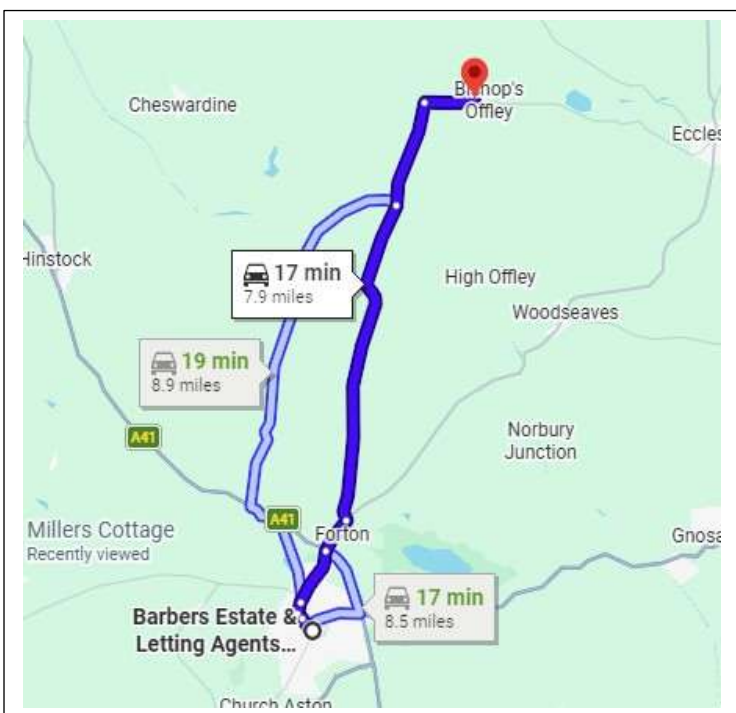 Cheswardine
Bishop's
Offley
Eccles
Hinstock
17 min
7.9 miles
High Offley
Woodseaves
19 min
8.9 miles
A41
Norbury
Junction
A41
Millers Cottage
Recently viewed
Forton
Gnosa
17 min
8.5 miles
Barbers Estate &
Letting Agents...
Church Aston